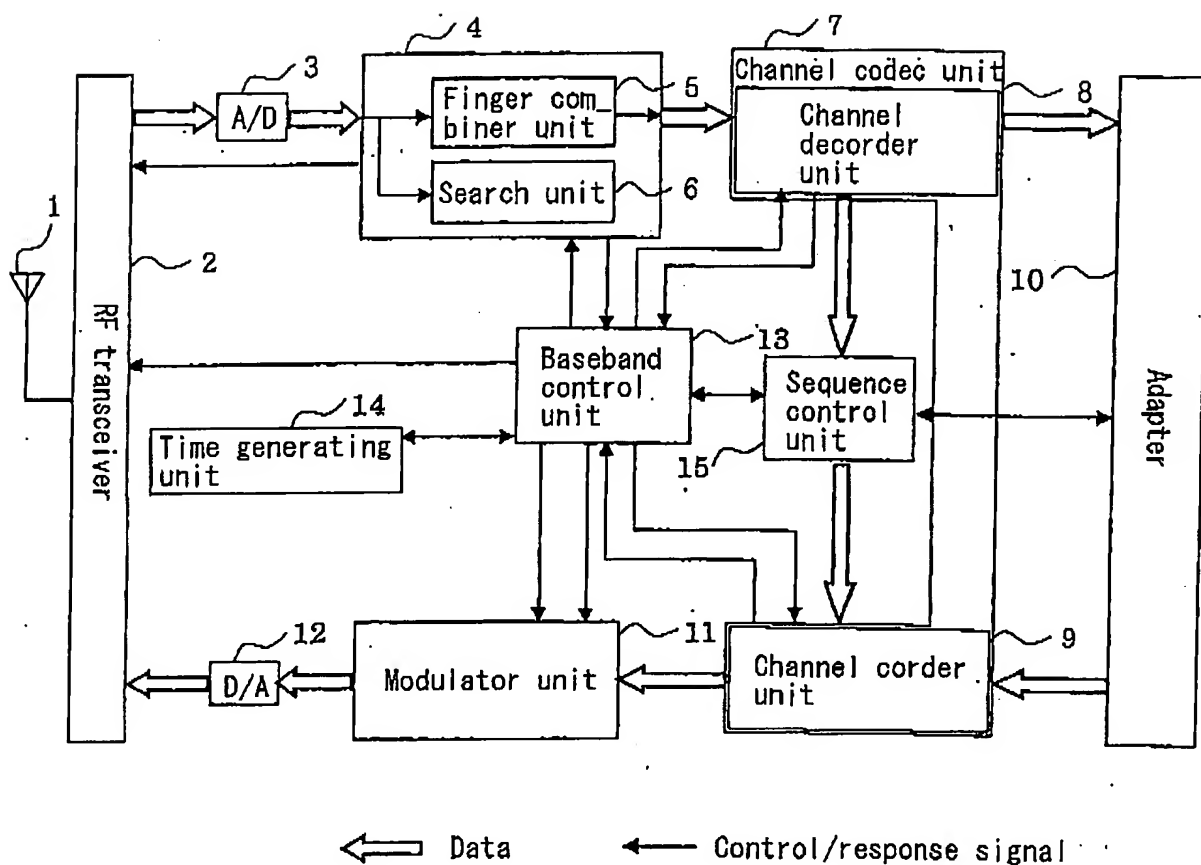 4
7
3
5
Channel codec unit
8
A/D
Finger com_
biner unit
Channel
decorder
unit
Search unit
6
1
2
10
RF transceiver
13
Baseband
control
unit
Sequence
control
unit
Adapter
14
Time generating
unit
15
12
11
9
D/A
Modulator unit
Channel corder
unit
Data
Control/response signal